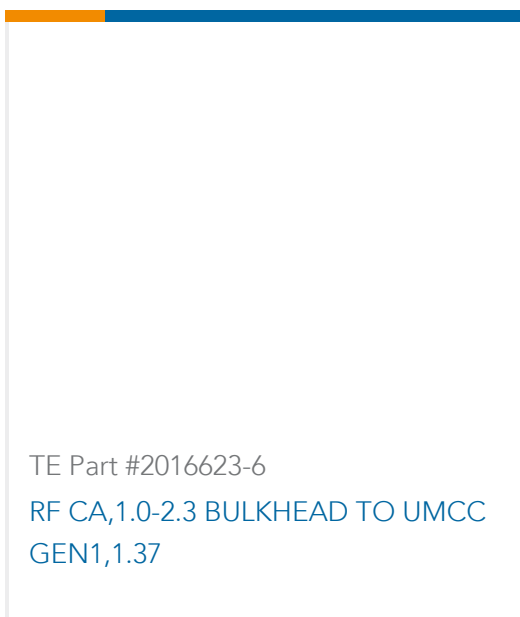 TE Part #2016623-6
RF CA,1.0-2.3 BULKHEAD TO UMCC
GEN1,1.37